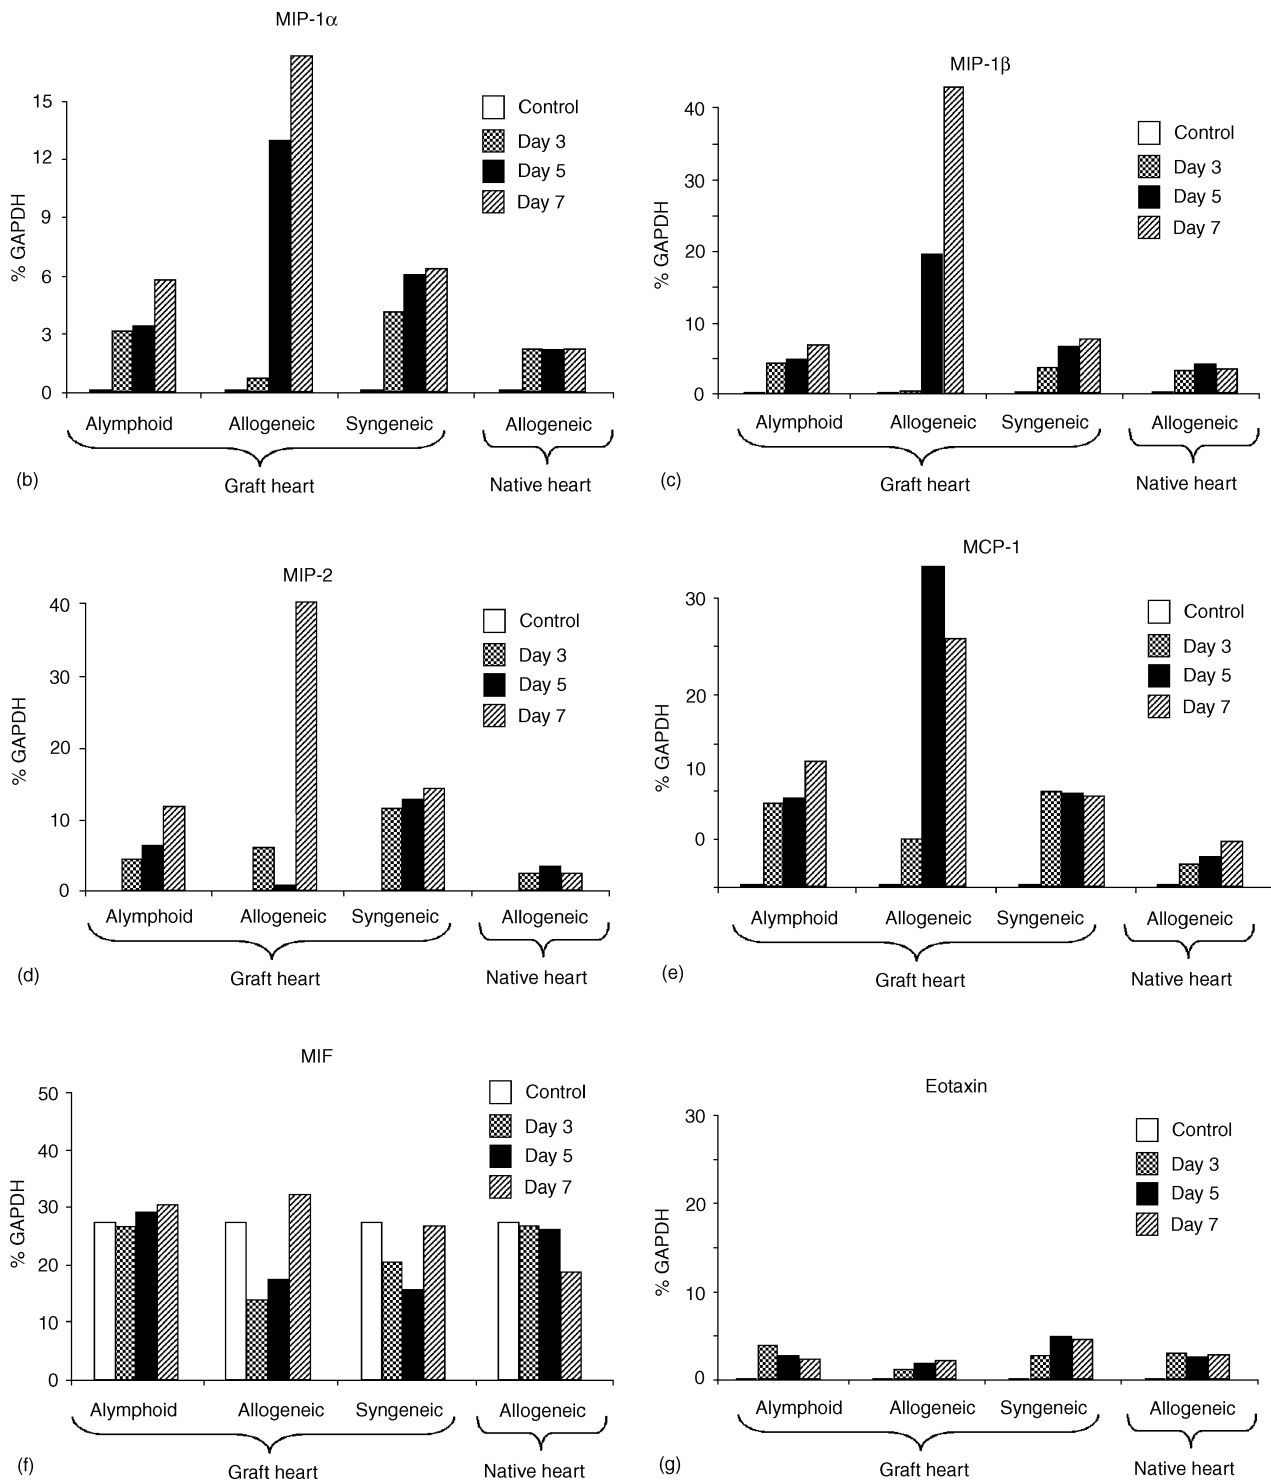 MIP-1α
% GAPDH
15
12
9
6
3
0
Control
Day 3
Day 5
Day 7
Alymphoid Allogeneic Syngeneic Allogeneic
Graft heart Native heart
(b)
MIP-1β
% GAPDH
40
30
20
10
0
Control
Day 3
Day 5
Day 7
Alymphoid Allogeneic Syngeneic Allogeneic
Graft heart Native heart
(c)
MIP-2
% GAPDH
40
30
20
10
0
Control
Day 3
Day 5
Day 7
Alymphoid Allogeneic Syngeneic Allogeneic
Graft heart Native heart
(d)
MCP-1
% GAPDH
30
20
10
0
Control
Day 3
Day 5
Day 7
Alymphoid Allogeneic Syngeneic Allogeneic
Graft heart Native heart
(e)
MIF
% GAPDH
50
40
30
20
10
0
Control
Day 3
Day 5
Day 7
Alymphoid Allogeneic Syngeneic Allogeneic
Graft heart Native heart
(f)
Eotaxin
% GAPDH
30
20
10
0
Control
Day 3
Day 5
Day 7
Alymphoid Allogeneic Syngeneic Allogeneic
Graft heart Native heart
(g)